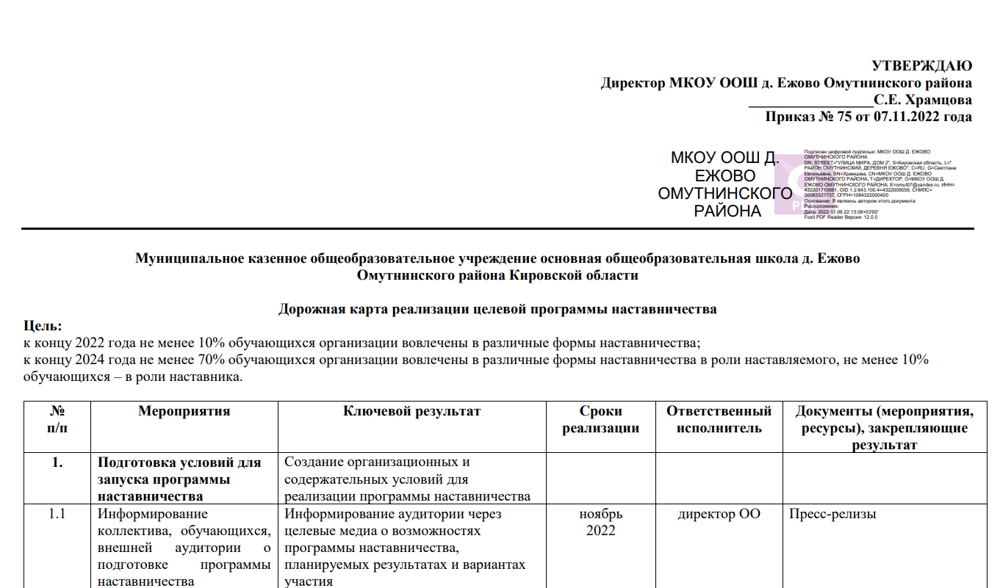 УТВЕРЖДАЮ
Директор МКОУ ООШ д. Ежово Омутнинского района
__________________С.Е. Храмцова
Приказ № 75 от 07.11.2022 года
МКОУ ООШ Д.
ЕЖОВО
ОМУТНИНСКОГО
РАЙОНА
Подписан цифровой подписью: МКОУ ООШ Д. ЕЖОВО
ОМУТНИНСКОГО РАЙОНА
DN: STREET="УЛИЦА МИРА, ДОМ 2", S=Кировская область, L="
РАЙОН ОМУТНИНСКИЙ, ДЕРЕВНЯ ЕЖОВО", C=RU, G=Светлана
Евгеньевна, SN=Храмцова, CN=МКОУ ООШ Д. ЕЖОВО
ОМУТНИНСКОГО РАЙОНА, T=ДИРЕКТОР, O=МКОУ ООШ Д.
ЕЖОВО ОМУТНИНСКОГО РАЙОНА, E=omut07@yandex.ru, ИНН=
432201710981, OID.1.2.643.100.4=4322009559, СНИЛС=
06083321737, ОГРН=1084322000400
Основание: Я являюсь автором этого документа
Расположение:
Дата: 2022.11.06 22:13:08+03'00'
Foxit PDF Reader Версия: 12.0.0
Муниципальное казенное общеобразовательное учреждение основная общеобразовательная школа д. Ежово
Омутнинского района Кировской области
Дорожная карта реализации целевой программы наставничества
Цель:
к концу 2022 года не менее 10% обучающихся организации вовлечены в различные формы наставничества;
к концу 2024 года не менее 70% обучающихся организации вовлечены в различные формы наставничества в роли наставляемого, не менее 10%
обучающихся – в роли наставника.
№
п/п
Мероприятия
Ключевой результат
Сроки
реализации
Ответственный
исполнитель
Документы (мероприятия,
ресурсы), закрепляющие
результат
1.
Подготовка условий для
запуска программы
наставничества
Создание организационных и
содержательных условий для
реализации программы наставничества
1.1
Информирование
коллектива, обучающихся,
внешней аудитории о
подготовке программы
наставничества
Информирование аудитории через
целевые медиа о возможностях
программы наставничества,
планируемых результатах и вариантах
участия
ноябрь
2022
директор ОО
Пресс-релизы